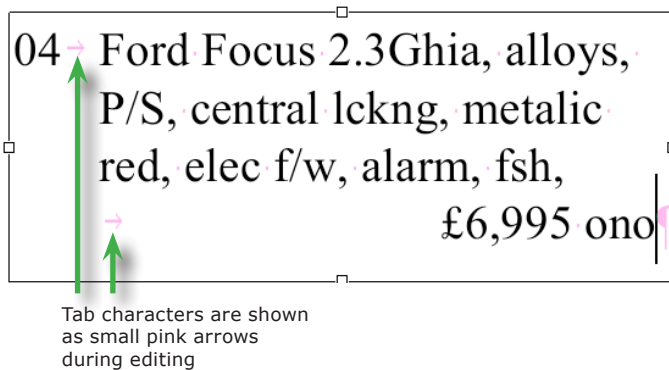 04 → Ford Focus 2.3Ghia, alloys,
P/S, central lckng, metalic
red, elec f/w, alarm, fsh,
→ £6,995 ono¶
Tab characters are shown
as small pink arrows
during editing